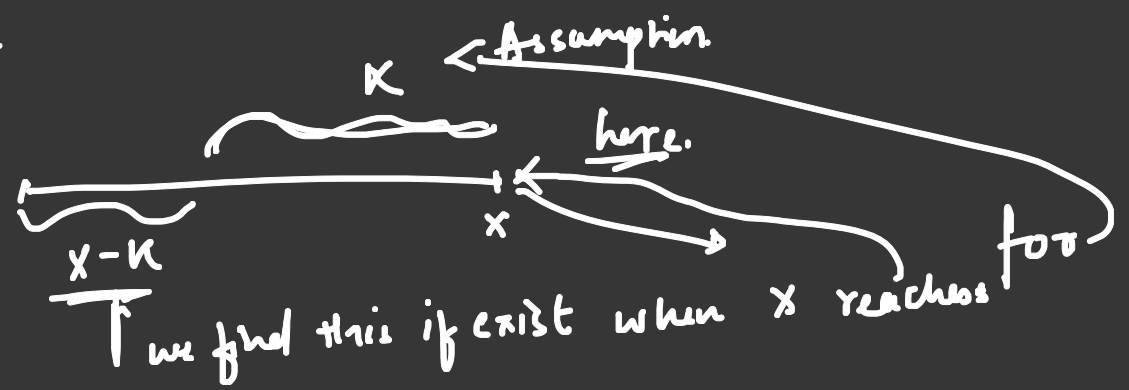 Assumption.
K
here.
x
for
x-K
we find this if exist when x reaches